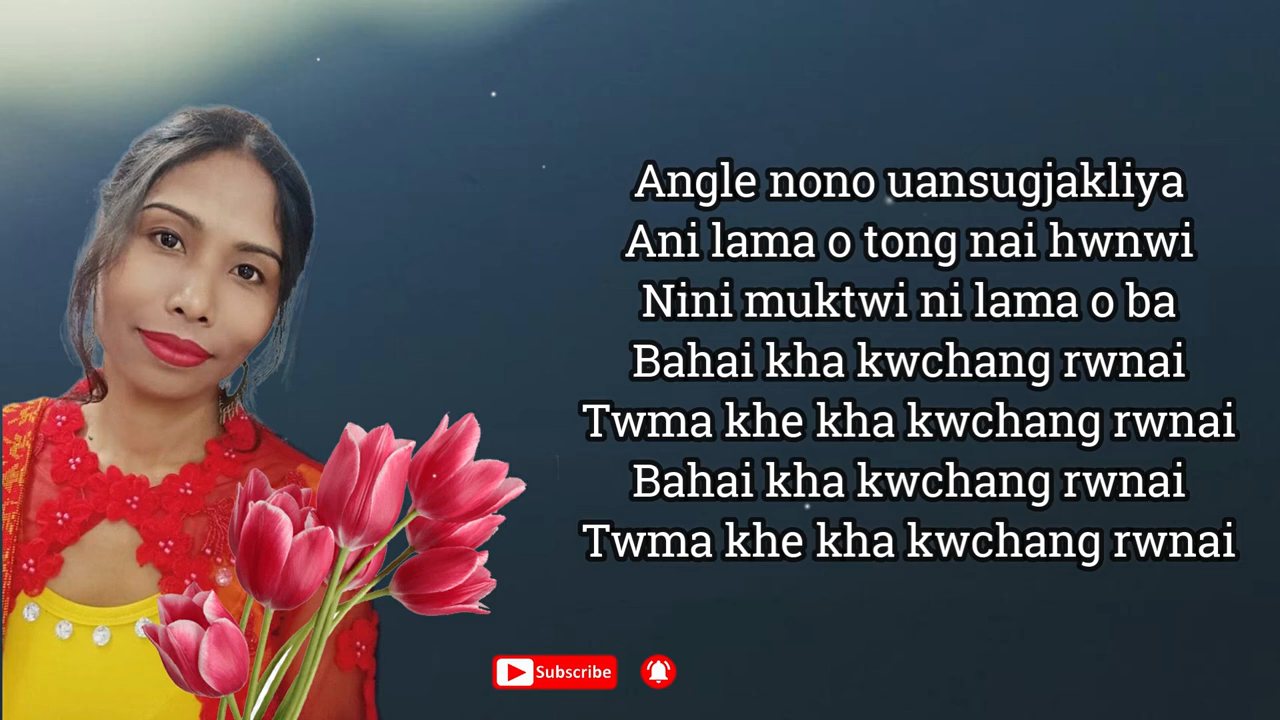 Angle nono uansugjakliya
Ani lama o tong nai hwnwi
Nini muktwi ni lama o ba
Bahai kha kwchang rwnai
Twma khe kha kwchang rwnai
Bahai kha kwchang rwnai
Twma khe kha kwchang rwnai
Subscribe